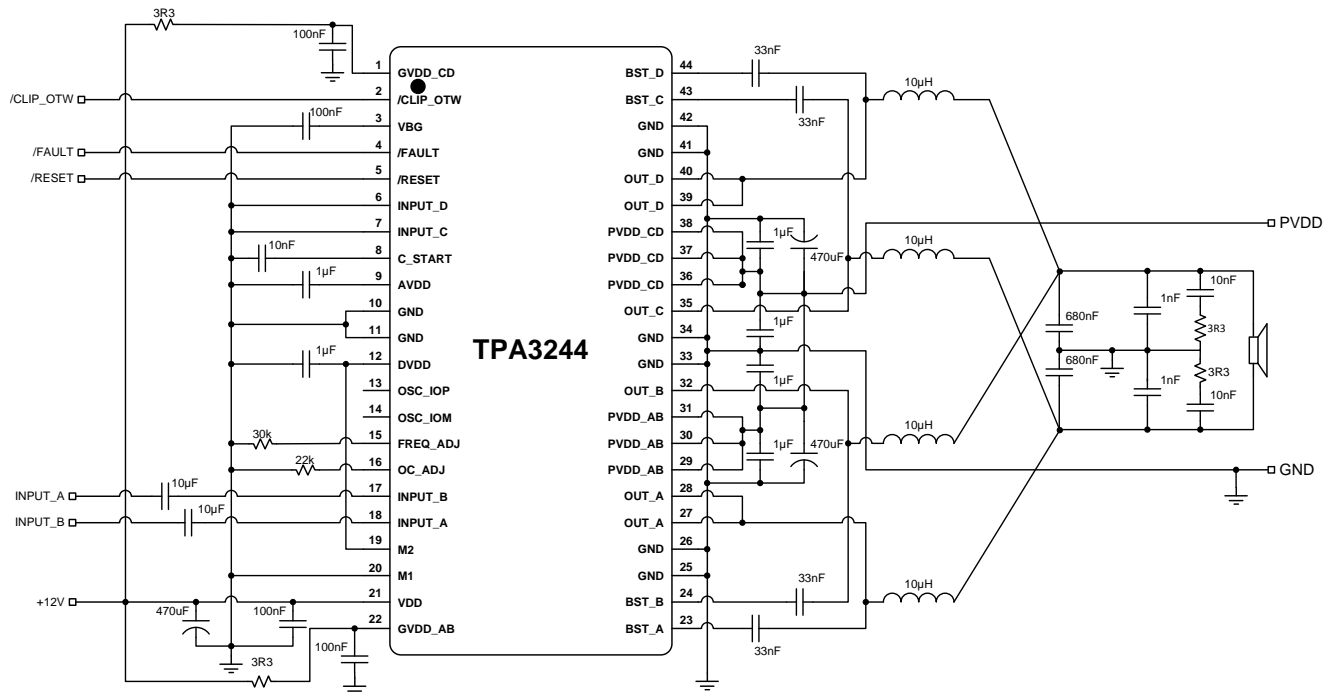 3R3
100nF
/CLIP_OTW
100nF
/FAULT
/RESET
10nF
1µF
1µF
30k
22k
INPUT_A
10µF
INPUT_B
10µF
+12V
470uF
100nF
3R3
100nF
1 GVDD_CD
2 /CLIP_OTW
3 VBG
4 /FAULT
5 /RESET
6 INPUT_D
7 INPUT_C
8 C_START
9 AVDD
10 GND
11 GND
12 DVDD
13 OSC_IOP
14 OSC_IOM
15 FREQ_ADJ
16 OC_ADJ
17 INPUT_B
18 INPUT_A
19 M2
20 M1
21 VDD
22 GVDD_AB
TPA3244
BST_D 44
BST_C 43
GND 42
GND 41
OUT_D 40
OUT_D 39
PVDD_CD 38
PVDD_CD 37
PVDD_CD 36
OUT_C 35
GND 34
GND 33
OUT_B 32
PVDD_AB 31
PVDD_AB 30
PVDD_AB 29
OUT_A 28
OUT_A 27
GND 26
GND 25
BST_B 24
BST_A 23
33nF
33nF
1µF
470uF
1µF
1µF
1µF
470uF
33nF
33nF
10µH
10µH
10µH
10µH
PVDD
680nF
1nF
10nF
3R3
680nF
1nF
3R3
10nF
GND